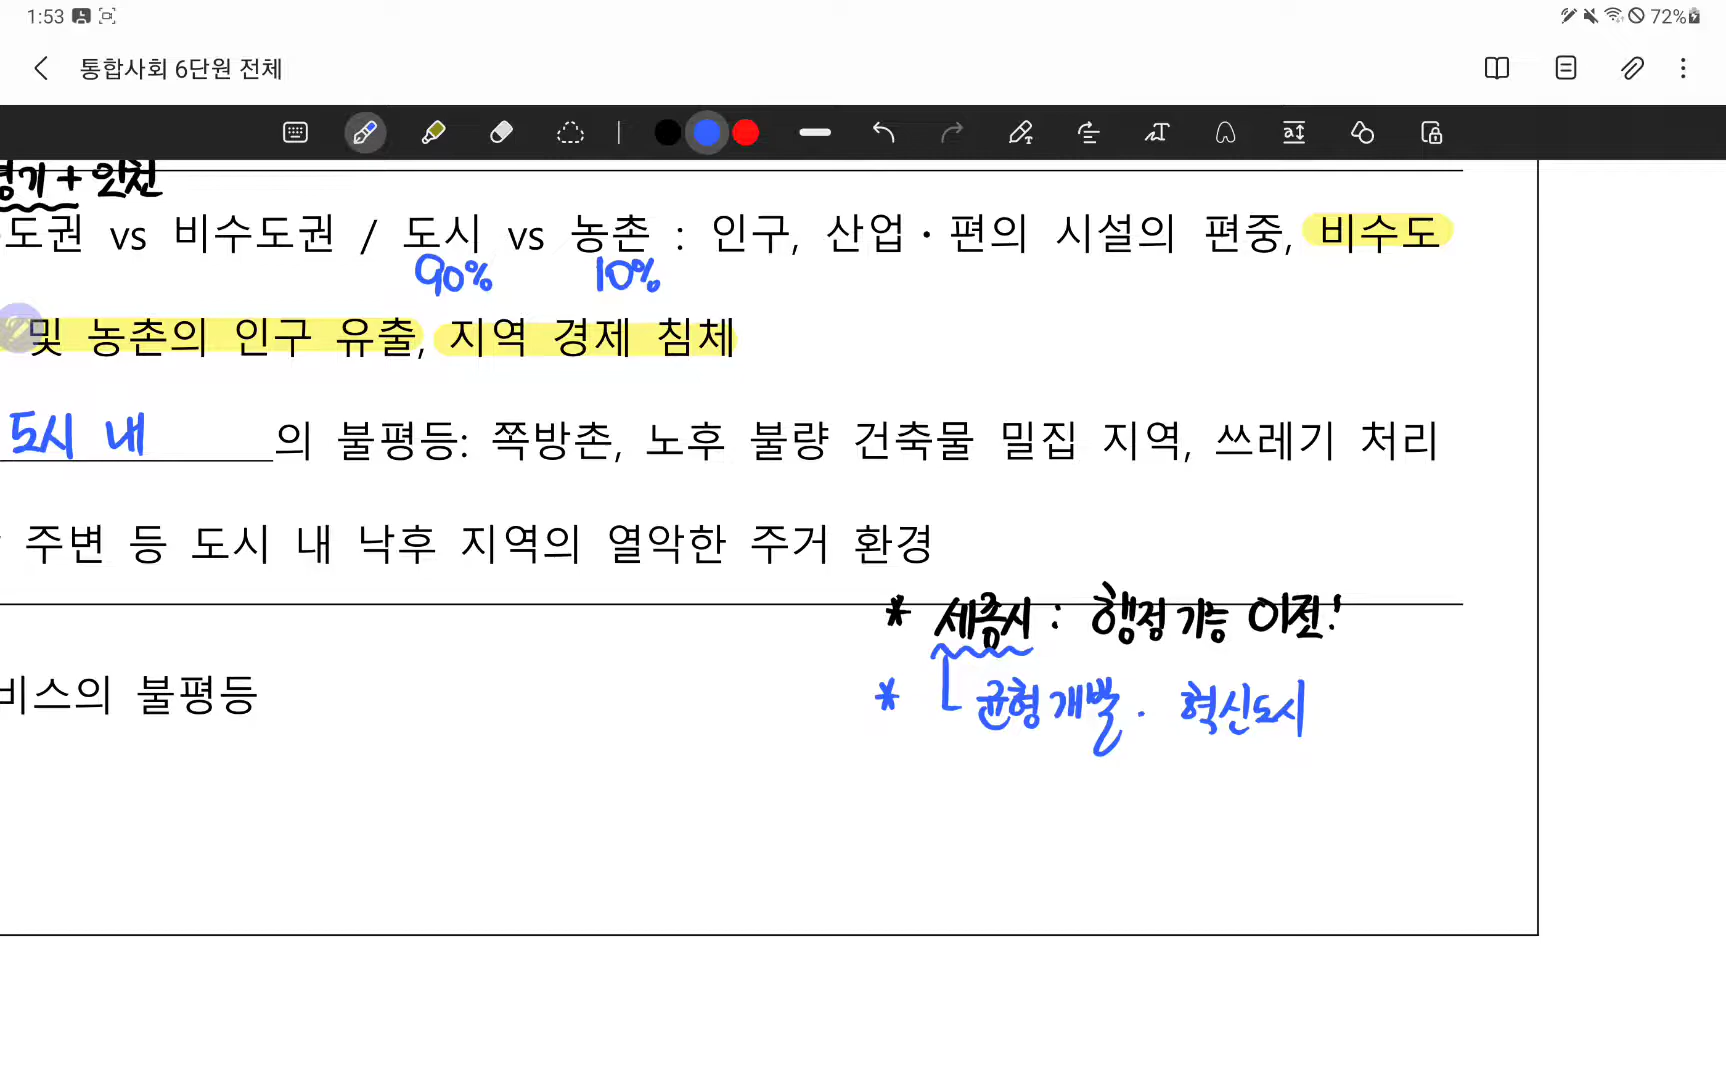 1:53
72%
통합사회 6단원 전체
경기 + 인천
도권 vs 비수도권 / 도시 vs 농촌 : 인구, 산업・편의 시설의 편중, 비수도
90% 10%
및 농촌의 인구 유출, 지역 경제 침체
도시 내 의 불평등: 쪽방촌, 노후 불량 건축물 밀집 지역, 쓰레기 처리
주변 등 도시 내 낙후 지역의 열악한 주거 환경
* 세종시 : 행정 기능 이전!
비스의 불평등
* 균형 개발. 혁신도시